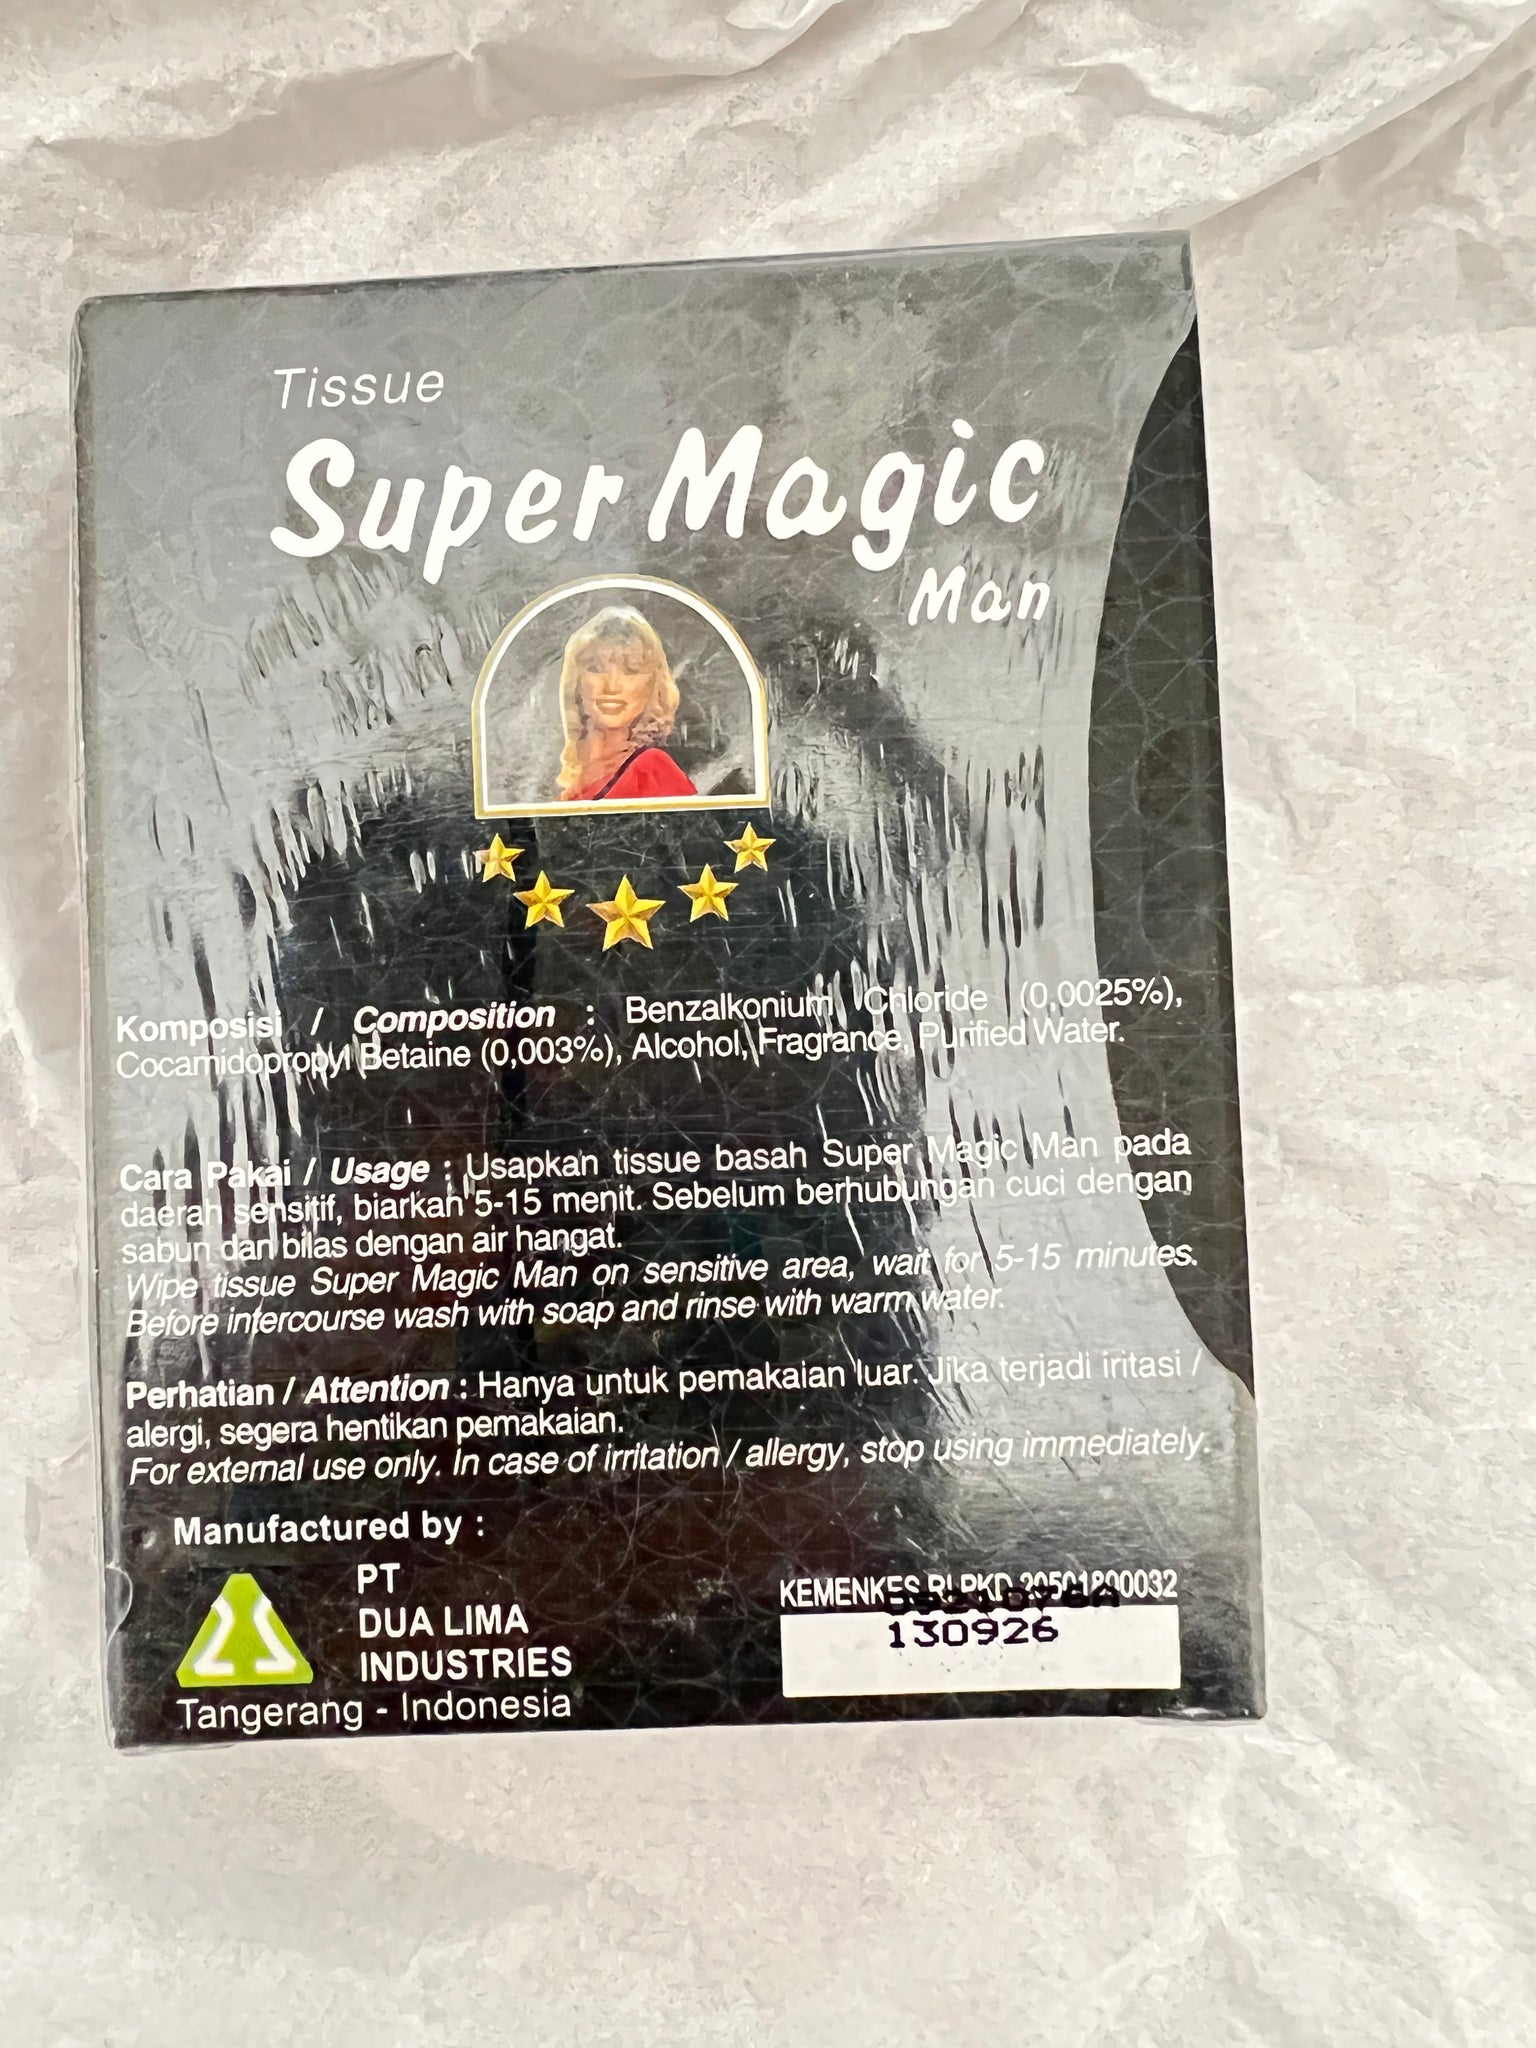 Tissue
Super Magic
Man
Komposisi / Composition : Benzalkonium Chloride (0,0025%),
Cocamidopropyl Betaine (0,003%), Alcohol, Fragrance, Purified Water.
Cara Pakai / Usage : Usapkan tissue basah Super Magic Man pada
daerah sensitif, biarkan 5-15 menit. Sebelum berhubungan cuci dengan
sabun dan bilas dengan air hangat.
Wipe tissue Super Magic Man on sensitive area, wait for 5-15 minutes.
Before intercourse wash with soap and rinse with warm water.
Perhatian / Attention : Hanya untuk pemakaian luar. Jika terjadi iritasi /
alergi, segera hentikan pemakaian.
For external use only. In case of irritation / allergy, stop using immediately.
Manufactured by :
PT
DUA LIMA
INDUSTRIES
Tangerang - Indonesia
KEMENKES RI PKD 20501800032
130926